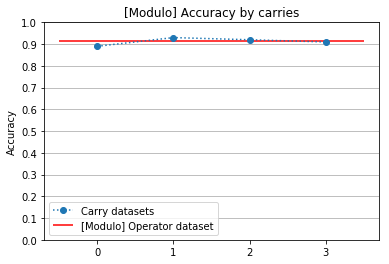 [Modulo] Accuracy by carries
1.0
0.9
0.8
0.7
0.6
0.5
0.4
0.3
0.2
0.1
0.0
Accuracy
Carry datasets
[Modulo] Operator dataset
0 1 2 3